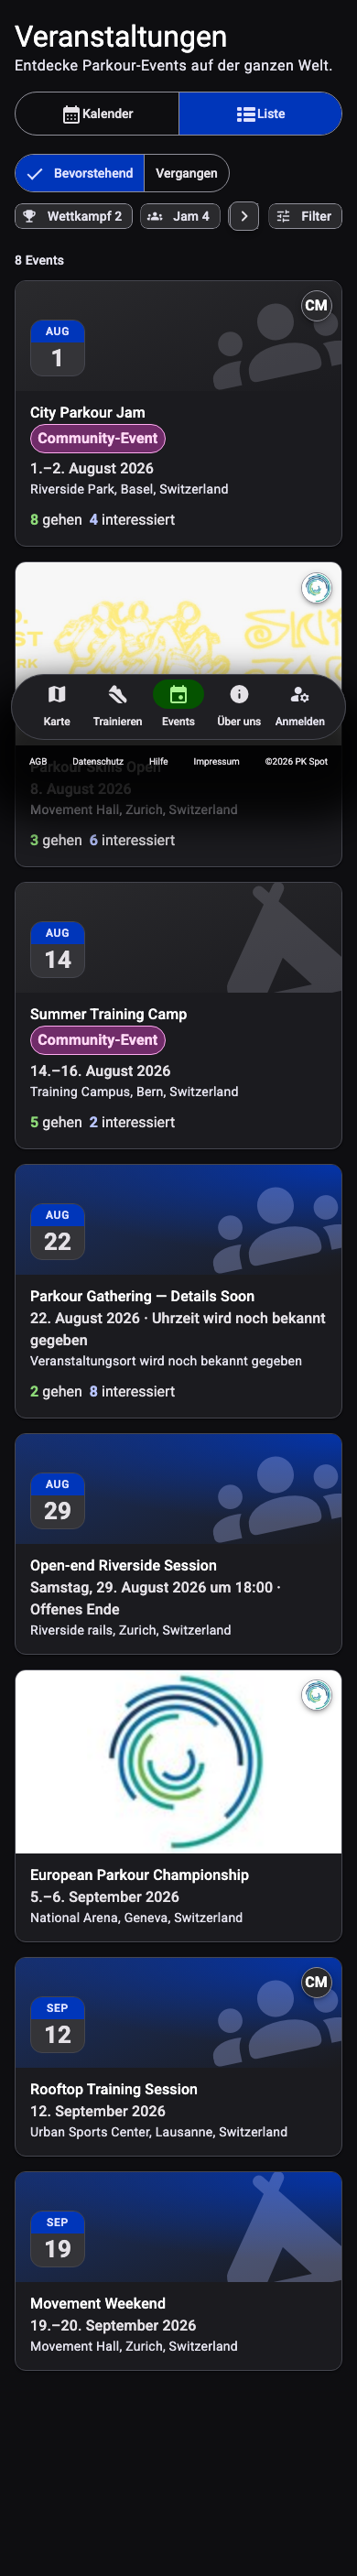 Veranstaltungen
Entdecke Parkour-Events auf der ganzen Welt.
Kalender
Liste
Bevorstehend
Vergangen
Wettkampf 2
Jam 4
Filter
8 Events
CM
AUG
1
City Parkour Jam
Community-Event
1.–2. August 2026
Riverside Park, Basel, Switzerland
8 gehen 4 interessiert
Karte
Trainieren
Events
Über uns
Anmelden
AGB
Datenschutz
Hilfe
Impressum
©2026 PK Spot
Parkour Skills Open
8. August 2026
Movement Hall, Zurich, Switzerland
3 gehen 6 interessiert
AUG
14
Summer Training Camp
Community-Event
14.–16. August 2026
Training Campus, Bern, Switzerland
5 gehen 2 interessiert
AUG
22
Parkour Gathering — Details Soon
22. August 2026 · Uhrzeit wird noch bekannt
gegeben
Veranstaltungsort wird noch bekannt gegeben
2 gehen 8 interessiert
AUG
29
Open-end Riverside Session
Samstag, 29. August 2026 um 18:00 ·
Offenes Ende
Riverside rails, Zurich, Switzerland
European Parkour Championship
5.–6. September 2026
National Arena, Geneva, Switzerland
CM
SEP
12
Rooftop Training Session
12. September 2026
Urban Sports Center, Lausanne, Switzerland
SEP
19
Movement Weekend
19.–20. September 2026
Movement Hall, Zurich, Switzerland